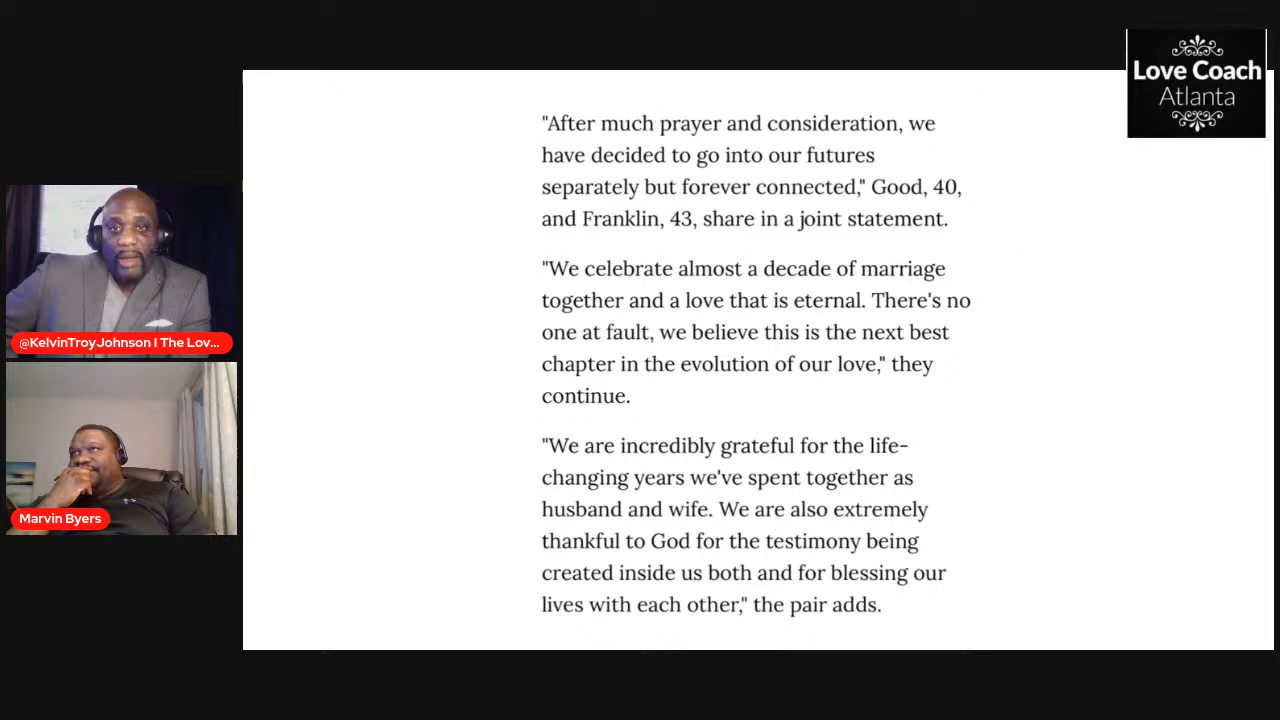 Love Coach
Atlanta
"After much prayer and consideration, we
have decided to go into our futures
separately but forever connected," Good, 40,
and Franklin, 43, share in a joint statement.
"We celebrate almost a decade of marriage
together and a love that is eternal. There's no
one at fault, we believe this is the next best
chapter in the evolution of our love," they
continue.
"We are incredibly grateful for the life-
changing years we've spent together as
husband and wife. We are also extremely
thankful to God for the testimony being
created inside us both and for blessing our
lives with each other," the pair adds.
@KelvinTroyJohnson I The Lov...
Marvin Byers